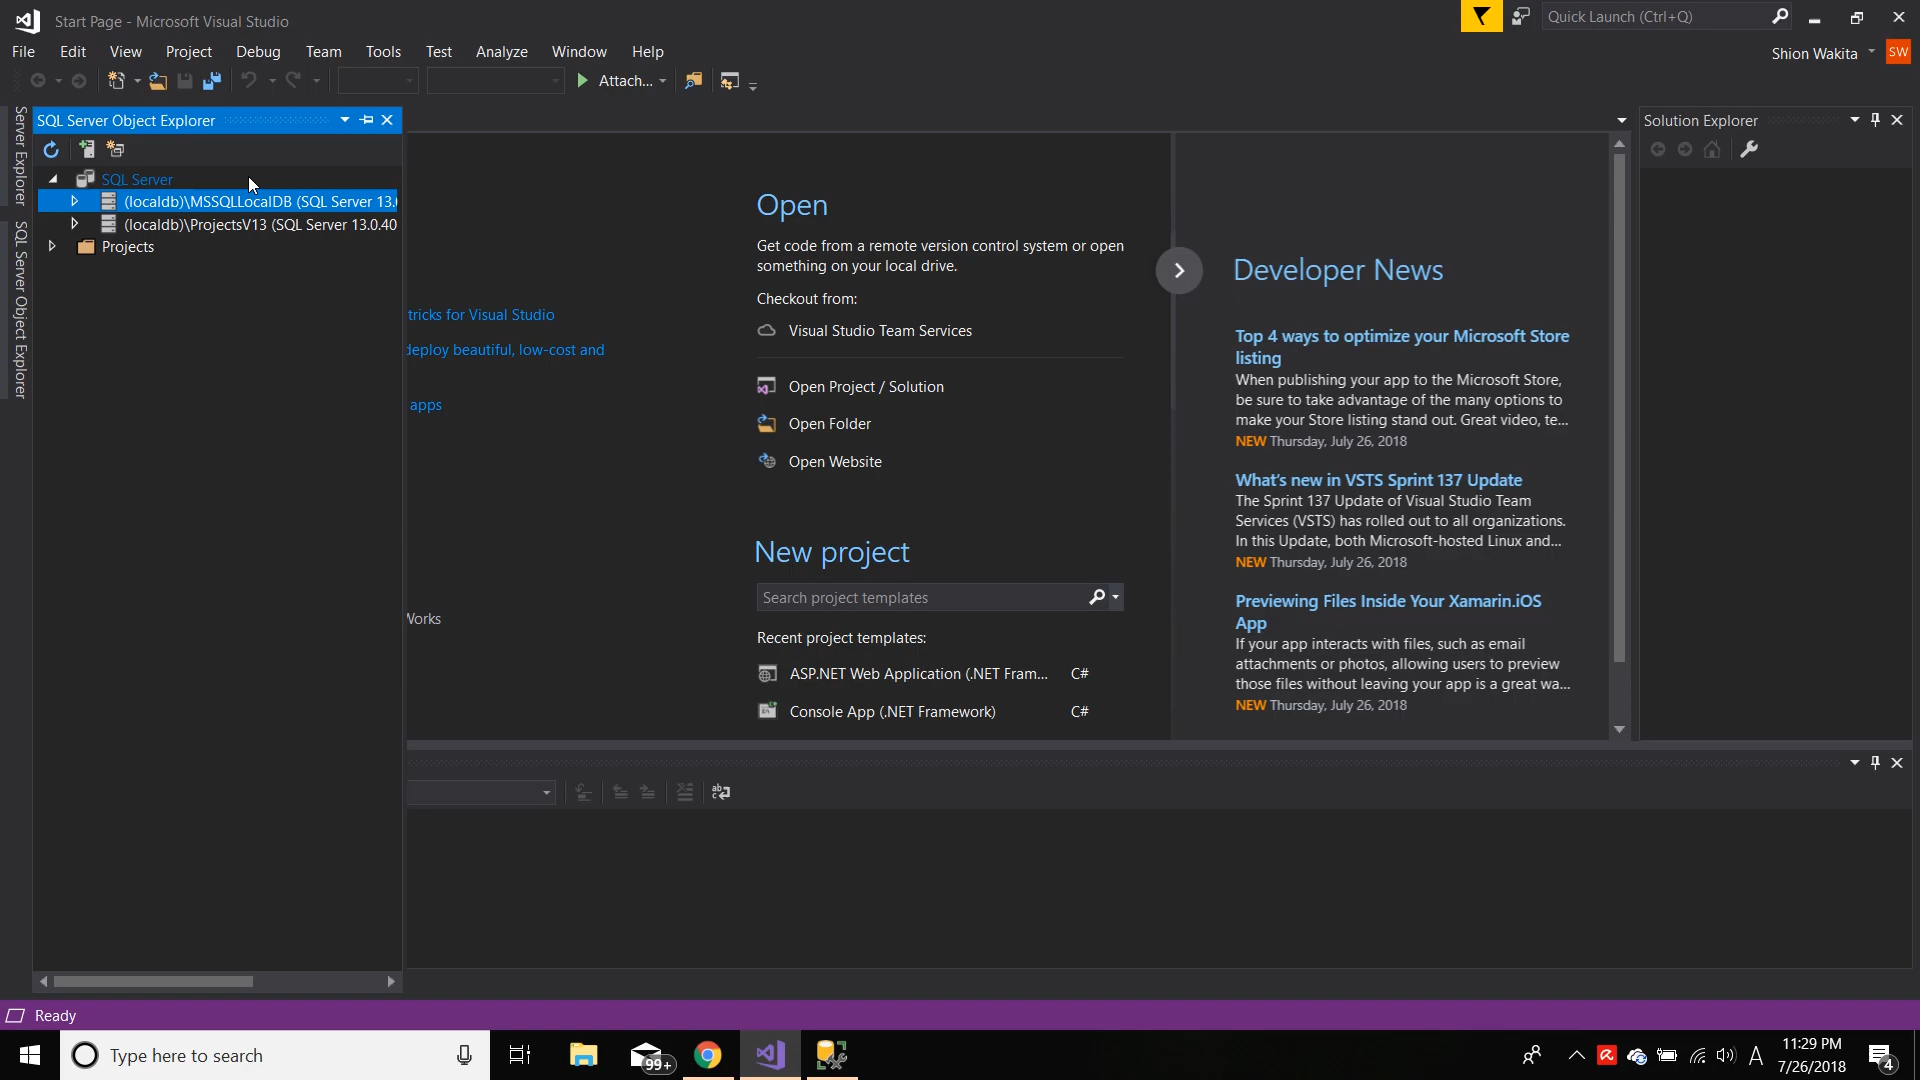 Start Page - Microsoft Visual Studio
Quick Launch (Ctrl+Q)
File Edit View Project Debug Team Tools Test Analyze Window Help
Shion Wakita SW
Attach...
Server Explorer
SQL Server Object Explorer
SQL Server Object Explorer
SQL Server
(localdb)\MSSQLLocalDB (SQL Server 13.0
(localdb)\ProjectsV13 (SQL Server 13.0.40
Projects
tricks for Visual Studio
deploy beautiful, low-cost and
apps
Works
Open
Get code from a remote version control system or open
something on your local drive.
Checkout from:
Visual Studio Team Services
Open Project / Solution
Open Folder
Open Website
New project
Search project templates
Recent project templates:
ASP.NET Web Application (.NET Fram... C#
Console App (.NET Framework) C#
Developer News
Top 4 ways to optimize your Microsoft Store
listing
When publishing your app to the Microsoft Store,
be sure to take advantage of the many options to
make your Store listing stand out. Great video, te...
NEW Thursday, July 26, 2018
What's new in VSTS Sprint 137 Update
The Sprint 137 Update of Visual Studio Team
Services (VSTS) has rolled out to all organizations.
In this Update, both Microsoft-hosted Linux and...
NEW Thursday, July 26, 2018
Previewing Files Inside Your Xamarin.iOS
App
If your app interacts with files, such as email
attachments or photos, allowing users to preview
those files without leaving your app is a great wa...
NEW Thursday, July 26, 2018
Solution Explorer
Ready
Type here to search
99+
A
11:29 PM
7/26/2018
4